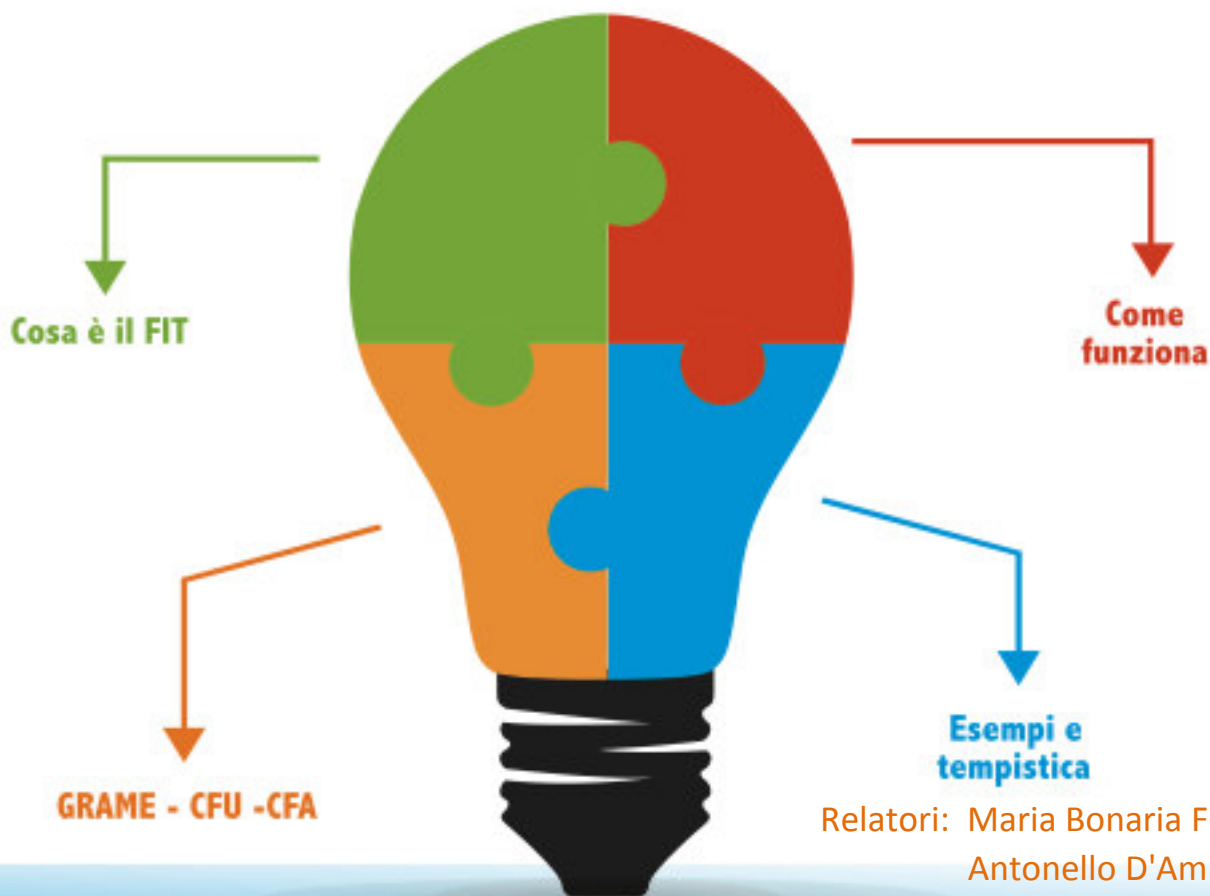 Cosa è il FIT
Come
funziona
GRAME - CFU -CFA
Esempi e
tempistica
Relatori: Maria Bonaria F
Antonello D'Am